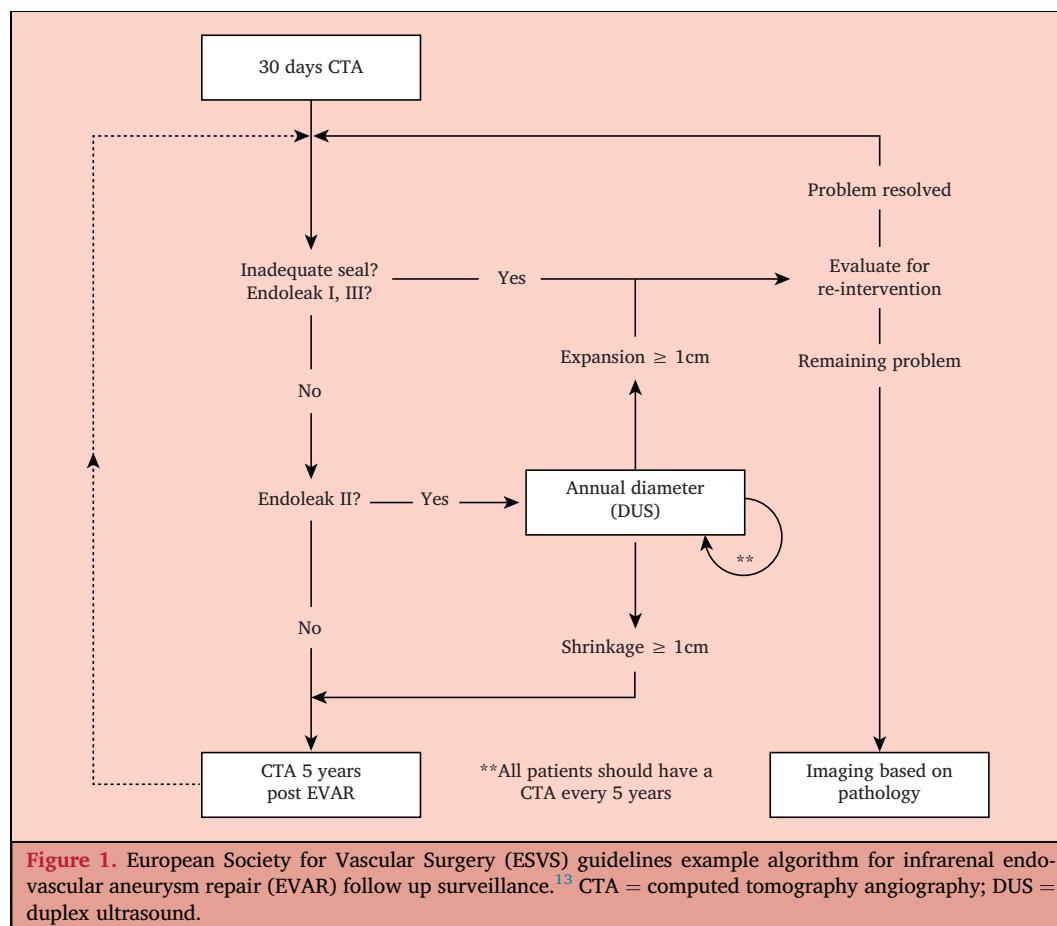 30 days CTA
Problem resolved
Inadequate seal?
Endoleak I, III?
Yes
Evaluate for
re-intervention
Expansion ≥ 1cm
Remaining problem
No
Endoleak II?
Yes
Annual diameter
(DUS)
**
No
Shrinkage ≥ 1cm
CTA 5 years
post EVAR
**All patients should have a
CTA every 5 years
Imaging based on
pathology
Figure 1. European Society for Vascular Surgery (ESVS) guidelines example algorithm for infrarenal endo-
vascular aneurysm repair (EVAR) follow up surveillance.13 CTA = computed tomography angiography; DUS =
duplex ultrasound.